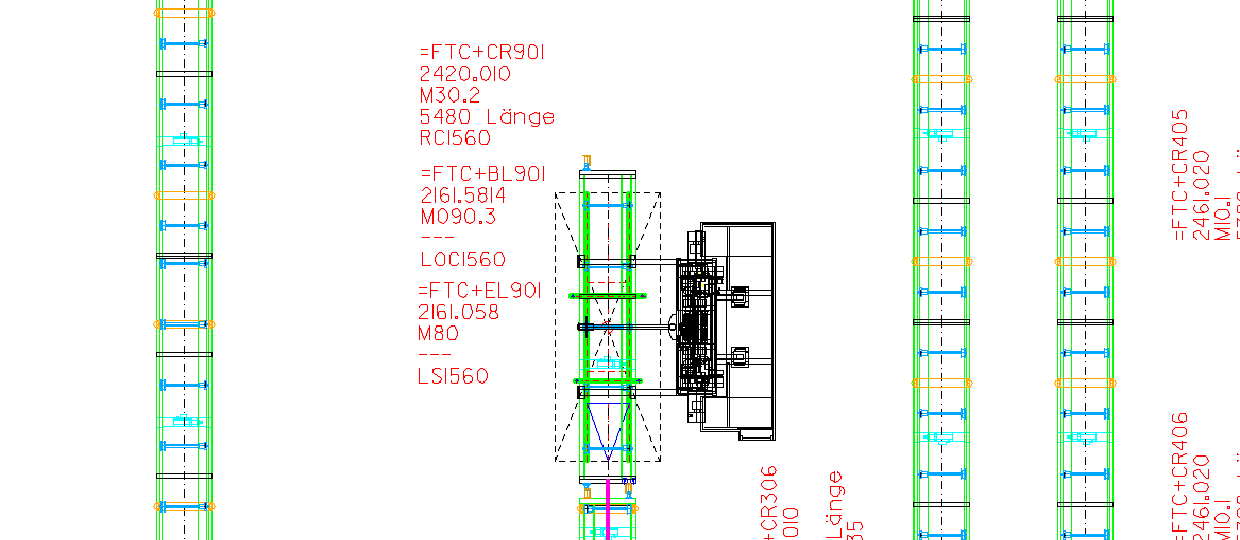 =FTC+CR901
2420.010
M30.2
5480 Länge
RC1560
=FTC+BL901
2161.5814
M090.3
---
LOC1560
=FTC+EL901
2161.058
M80
---
LS1560
+CR306
010
Länge
35
=FTC+CR405
2461.020
M10.1
=FTC+CR406
2461.020
M10.1